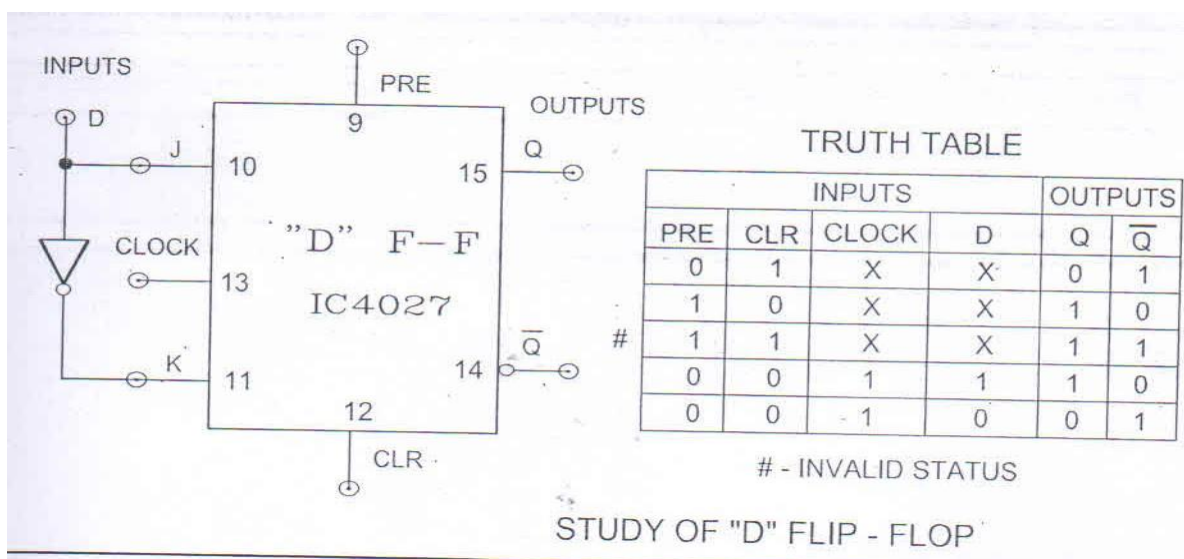 INPUTS
D
J
CLOCK
K
PRE
9
10
15
"D" F-F
13
IC4027
14
11
12
CLR
OUTPUTS
Q
Q̅
TRUTH TABLE
INPUTS OUTPUTS
PRE CLR CLOCK D Q Q̅
0 1 X X 0 1
1 0 X X 1 0
# 1 1 X X 1 1
0 0 1 1 1 0
0 0 1 0 0 1
# - INVALID STATUS
STUDY OF "D" FLIP - FLOP